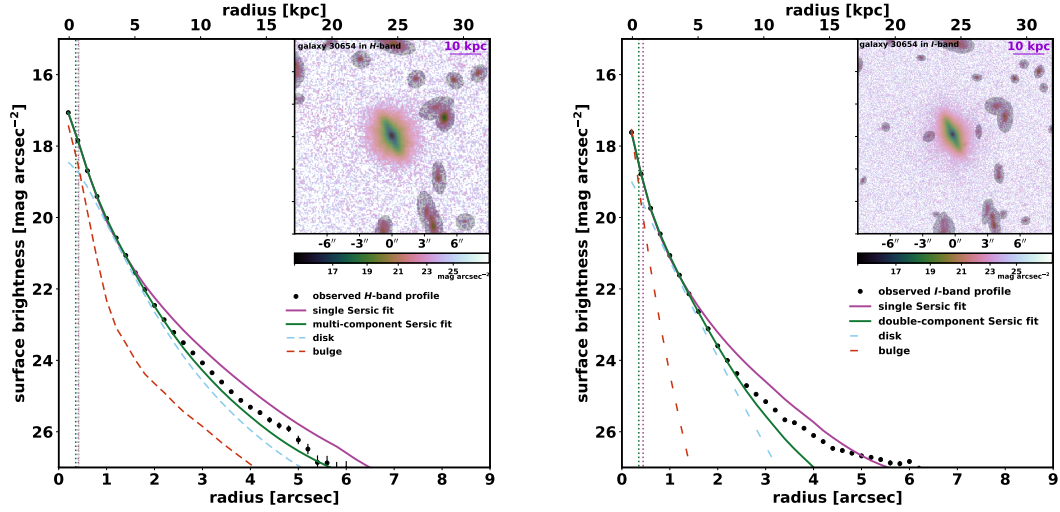 radius [kpc]
0 5 10 15 20 25 30
surface brightness [mag arcsec−2]
16
18
20
22
24
26
galaxy 30654 in H-band
10 kpc
-6′′ -3′′ 0′′ 3′′ 6′′
17 19 21 23 25
mag arcsec−2
observed H-band profile
single Sersic fit
multi-component Sersic fit
disk
bulge
0 1 2 3 4 5 6 7 8 9
radius [arcsec]
radius [kpc]
0 5 10 15 20 25 30
surface brightness [mag arcsec−2]
16
18
20
22
24
26
galaxy 30654 in I-band
10 kpc
-6′′ -3′′ 0′′ 3′′ 6′′
17 19 21 23 25
mag arcsec−2
observed I-band profile
single Sersic fit
double-component Sersic fit
disk
bulge
0 1 2 3 4 5 6 7 8 9
radius [arcsec]